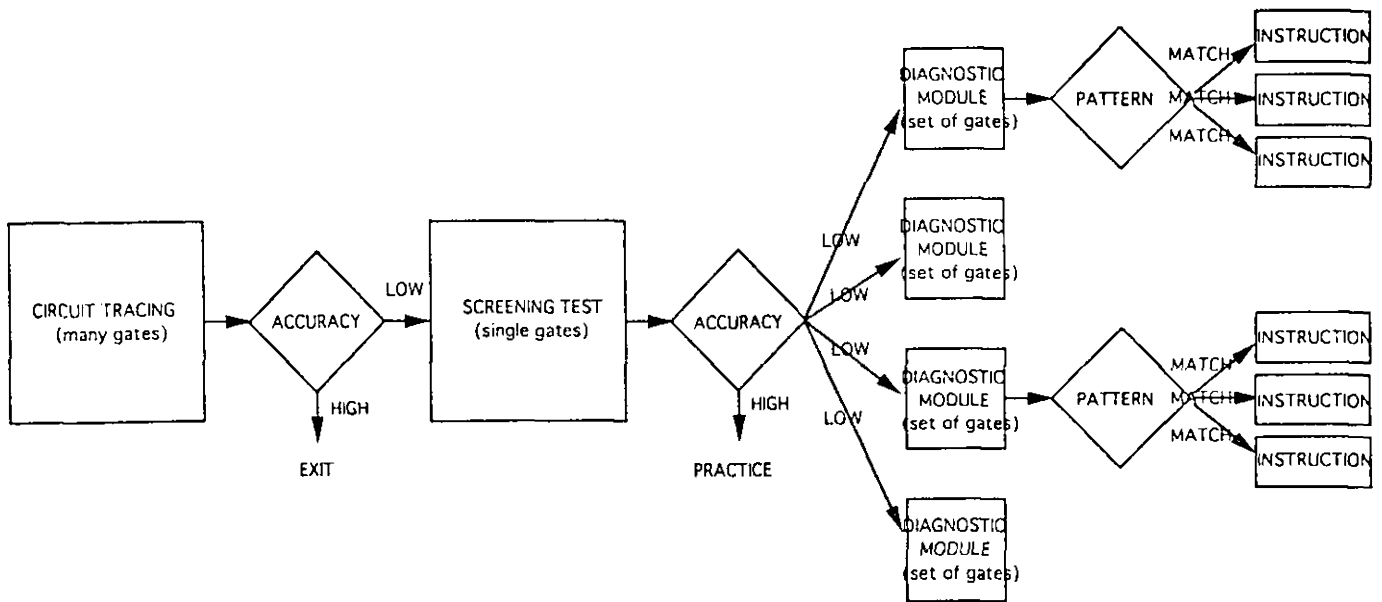 CIRCUIT TRACING
(many gates)
ACCURACY
LOW
HIGH
EXIT
SCREENING TEST
(single gates)
ACCURACY
HIGH
PRACTICE
LOW
LOW
LOW
LOW
DIAGNOSTIC
MODULE
(set of gates)
PATTERN
MATCH
MATCH
MATCH
INSTRUCTION
INSTRUCTION
INSTRUCTION
DIAGNOSTIC
MODULE
(set of gates)
DIAGNOSTIC
MODULE
(set of gates)
PATTERN
MATCH
MATCH
MATCH
INSTRUCTION
INSTRUCTION
INSTRUCTION
DIAGNOSTIC
MODULE
(set of gates)